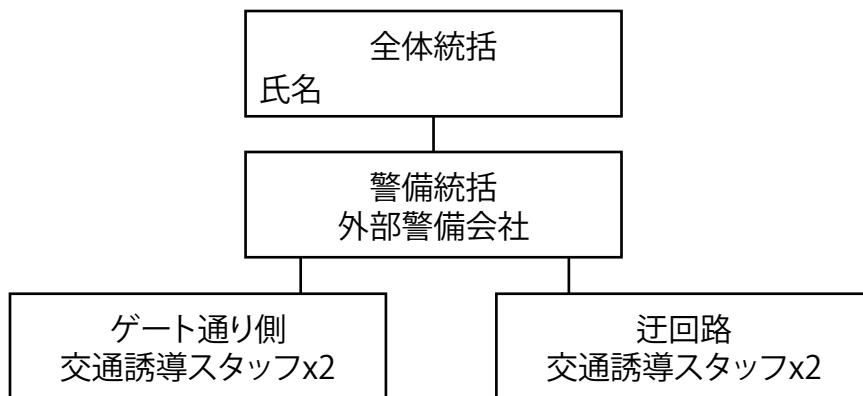 全体統括
氏名
警備統括
外部警備会社
ゲート通り側
交通誘導スタッフx2
迂回路
交通誘導スタッフx2